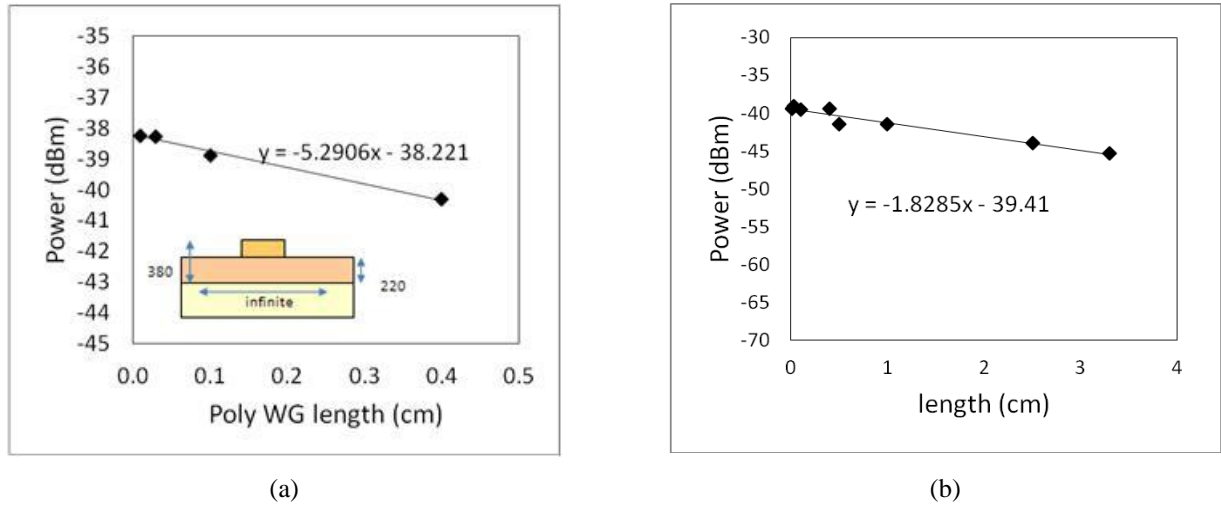 -35
-36
-37
-38
-39
-40
-41
-42
-43
-44
-45
Power (dBm)
y = -5.2906x - 38.221
380
220
infinite
0.0 0.1 0.2 0.3 0.4 0.5
Poly WG length (cm)
(a)
-30
-35
-40
-45
-50
-55
-60
-65
-70
Power (dBm)
y = -1.8285x - 39.41
0 1 2 3 4
length (cm)
(b)